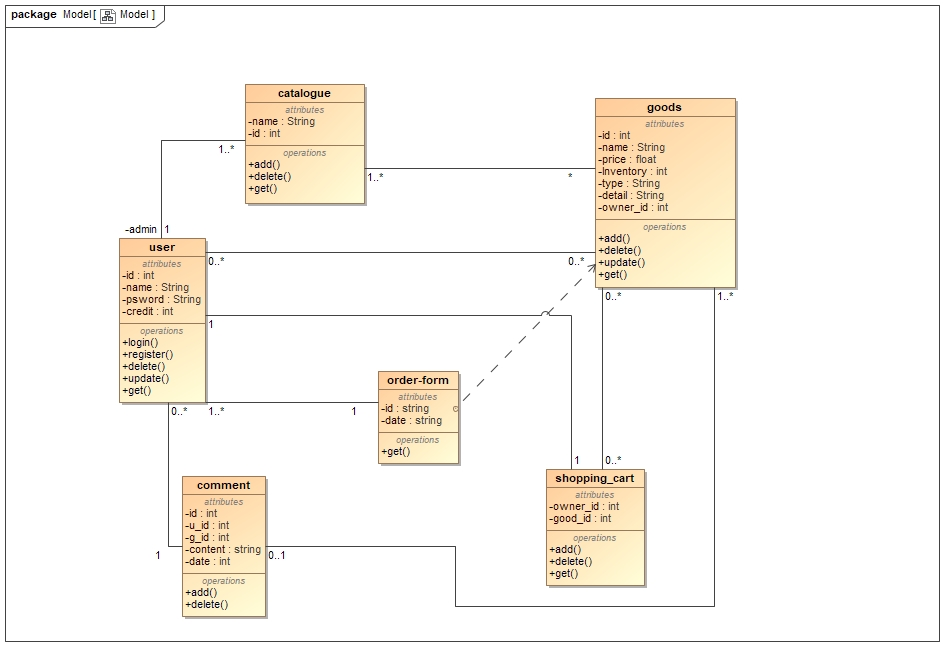 package Model [ Model ]
catalogue
attributes
-name : String
-id : int
operations
+add()
+delete()
+get()
goods
attributes
-id : int
-name : String
-price : float
-Inventory : int
-type : String
-detail : String
-owner_id : int
operations
+add()
+delete()
+update()
+get()
1..*
1..*
*
-admin
1
user
attributes
-id : int
-name : String
-psword : String
-credit : int
operations
+login()
+register()
+delete()
+update()
+get()
0..*
0..*
0..*
1..*
1
0..*
1..*
1
order-form
attributes
-id : string
-date : string
operations
+get()
1
0..*
shopping_cart
attributes
-owner_id : int
-good_id : int
operations
+add()
+delete()
+get()
comment
attributes
-id : int
-u_id : int
-g_id : int
-content : string
-date : int
operations
+add()
+delete()
1
0..1